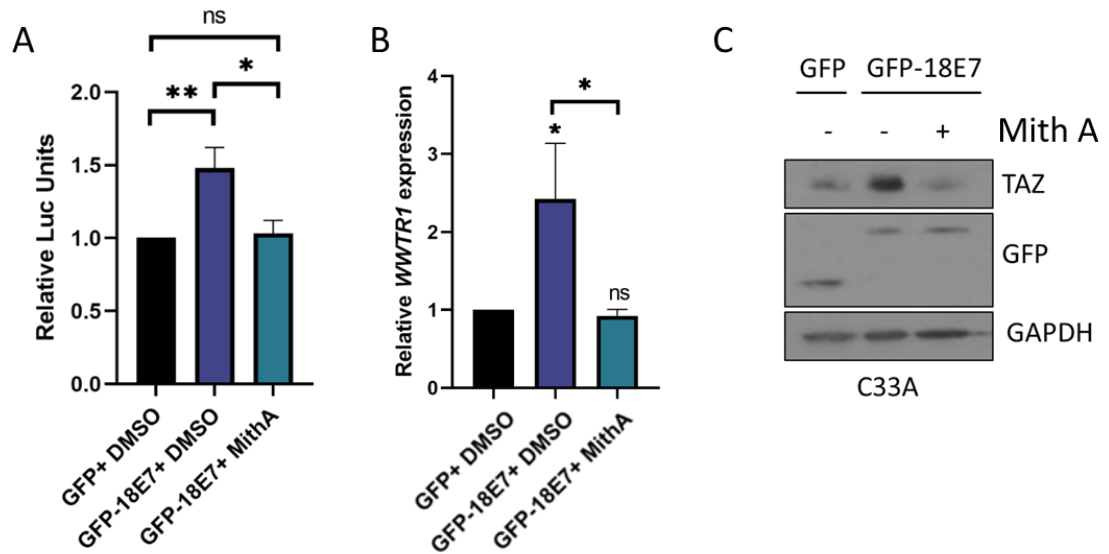 A
ns
**
*
Relative Luc Units
2.0
1.5
1.0
0.5
0.0
GFP+ DMSO
GFP-18E7+ DMSO
GFP-18E7+ MithA
B
*
*
ns
Relative WWTR1 expression
4
3
2
1
0
GFP+ DMSO
GFP-18E7+ DMSO
GFP-18E7+ MithA
C
GFP GFP-18E7
- - + Mith A
TAZ
GFP
GAPDH
C33A